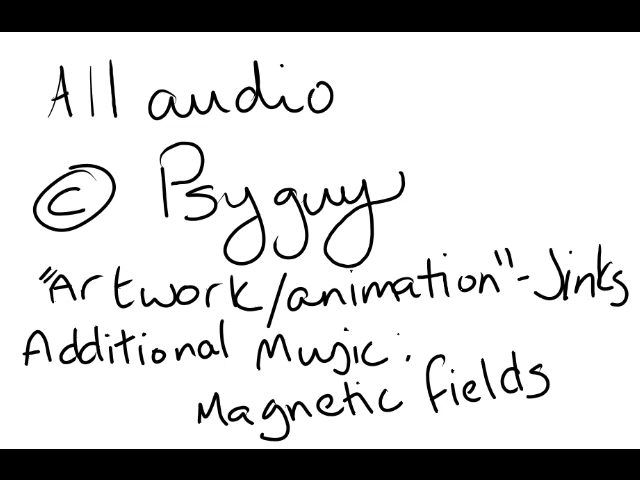 All audio
© Psyguy
"Artwork/animation" - Jinks
Additional Music:
Magnetic fields